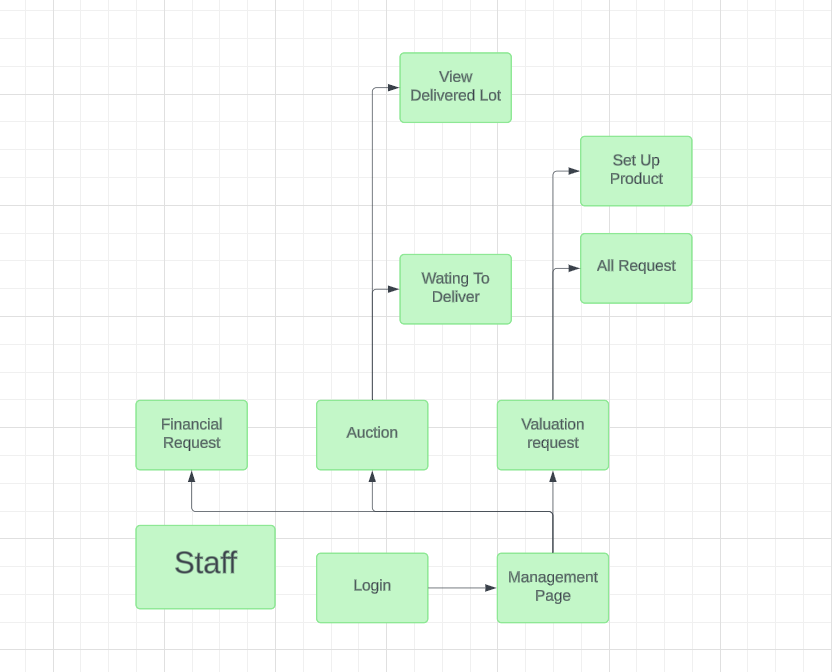 View
Delivered Lot
Set Up
Product
All Request
Wating To
Deliver
Financial
Request
Auction
Valuation
request
Staff
Login
Management
Page